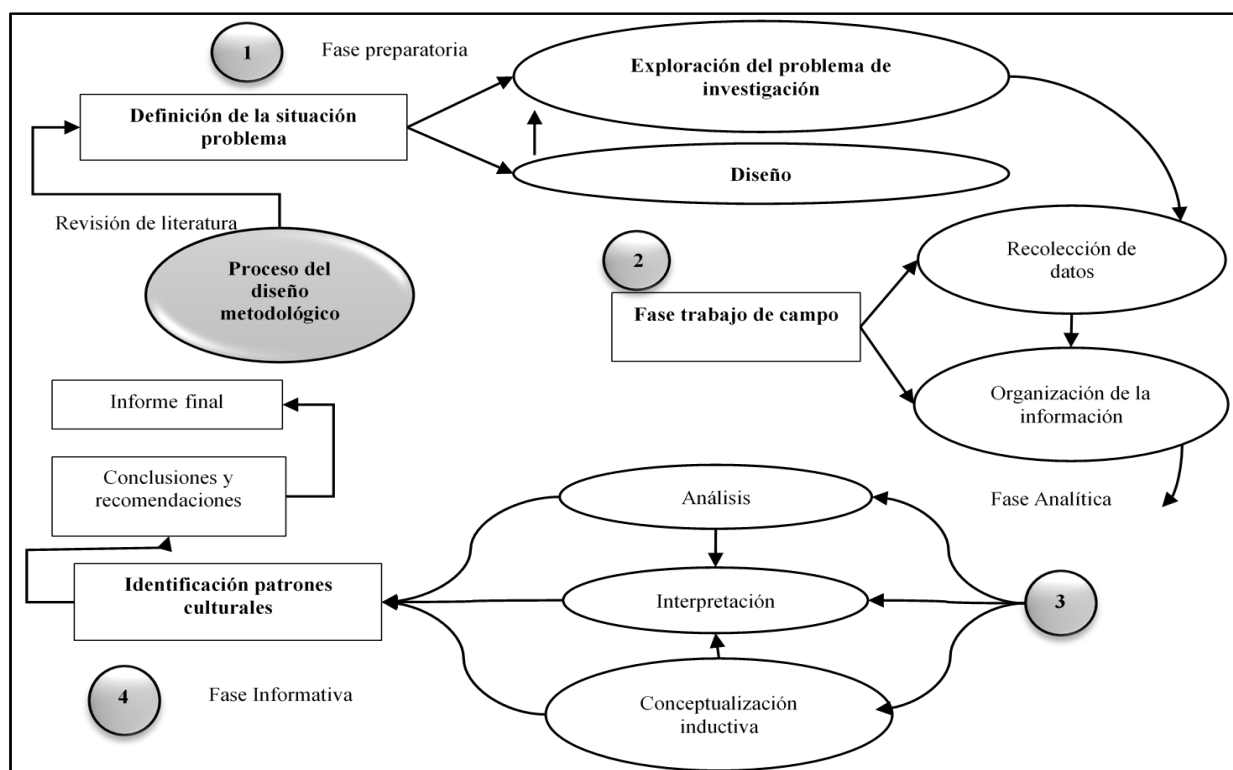 1
Fase preparatoria
Exploración del problema de
investigación
Definición de la situación
problema
Diseño
Revisión de literatura
Proceso del
diseño
metodológico
2
Fase trabajo de campo
Recolección de
datos
Organización de la
información
Fase Analítica
Informe final
Conclusiones y
recomendaciones
Análisis
Identificación patrones
culturales
Interpretación
3
Conceptualización
inductiva
4
Fase Informativa